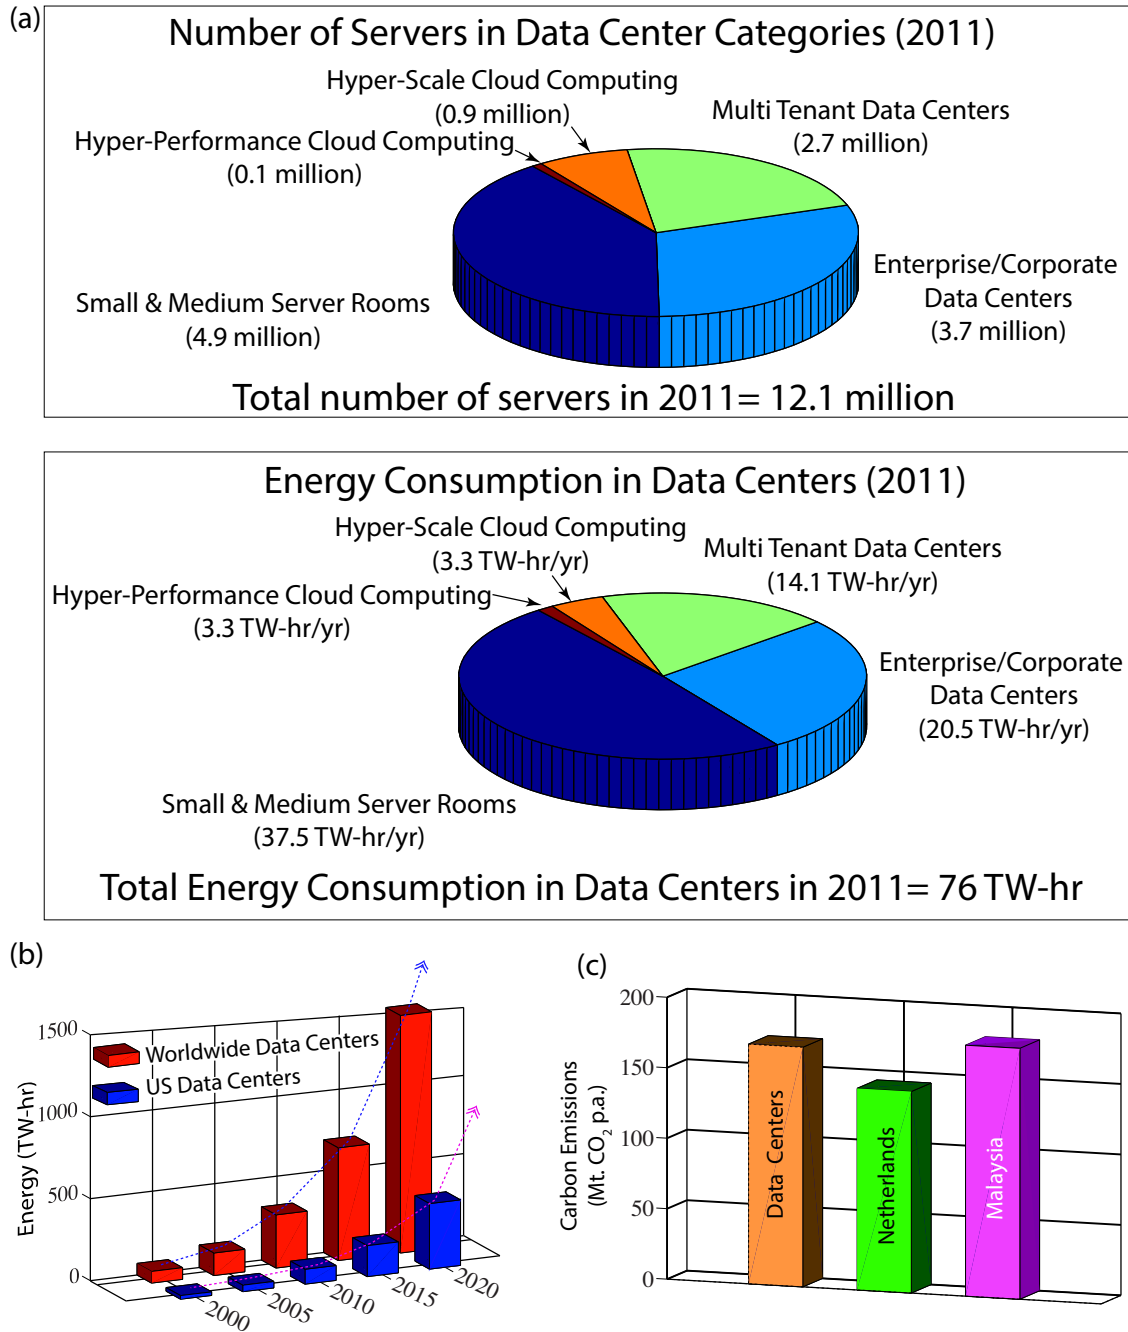 (a)
Number of Servers in Data Center Categories (2011)
Hyper-Scale Cloud Computing
(0.9 million)
Multi Tenant Data Centers
(2.7 million)
Hyper-Performance Cloud Computing
(0.1 million)
Enterprise/Corporate
Data Centers
(3.7 million)
Small & Medium Server Rooms
(4.9 million)
Total number of servers in 2011= 12.1 million
Energy Consumption in Data Centers (2011)
Hyper-Scale Cloud Computing
(3.3 TW-hr/yr)
Multi Tenant Data Centers
(14.1 TW-hr/yr)
Hyper-Performance Cloud Computing
(3.3 TW-hr/yr)
Enterprise/Corporate
Data Centers
(20.5 TW-hr/yr)
Small & Medium Server Rooms
(37.5 TW-hr/yr)
Total Energy Consumption in Data Centers in 2011= 76 TW-hr
(b)
Energy (TW-hr)
1500
1000
500
0
Worldwide Data Centers
US Data Centers
2000
2005
2010
2015
2020
(c)
Carbon Emissions
(Mt. CO₂ p.a.)
200
150
100
50
0
Data Centers
Netherlands
Malaysia